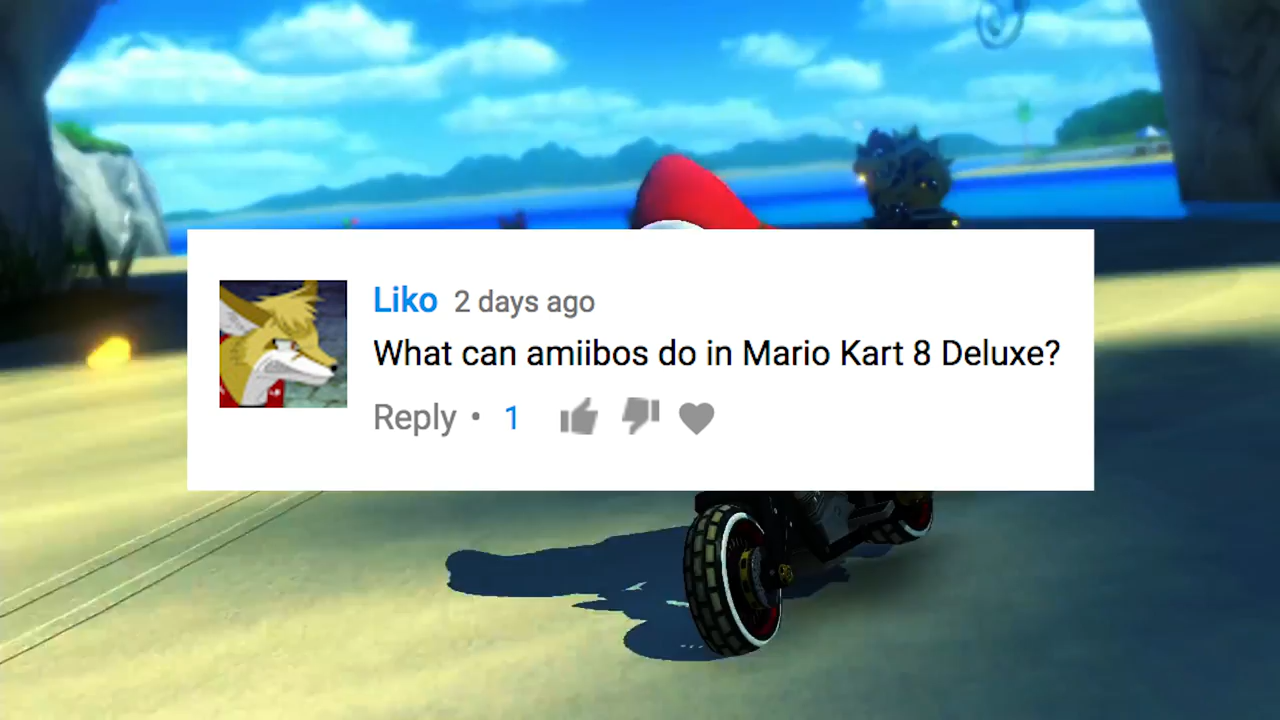 Liko 2 days ago
What can amiibos do in Mario Kart 8 Deluxe?
Reply • 1